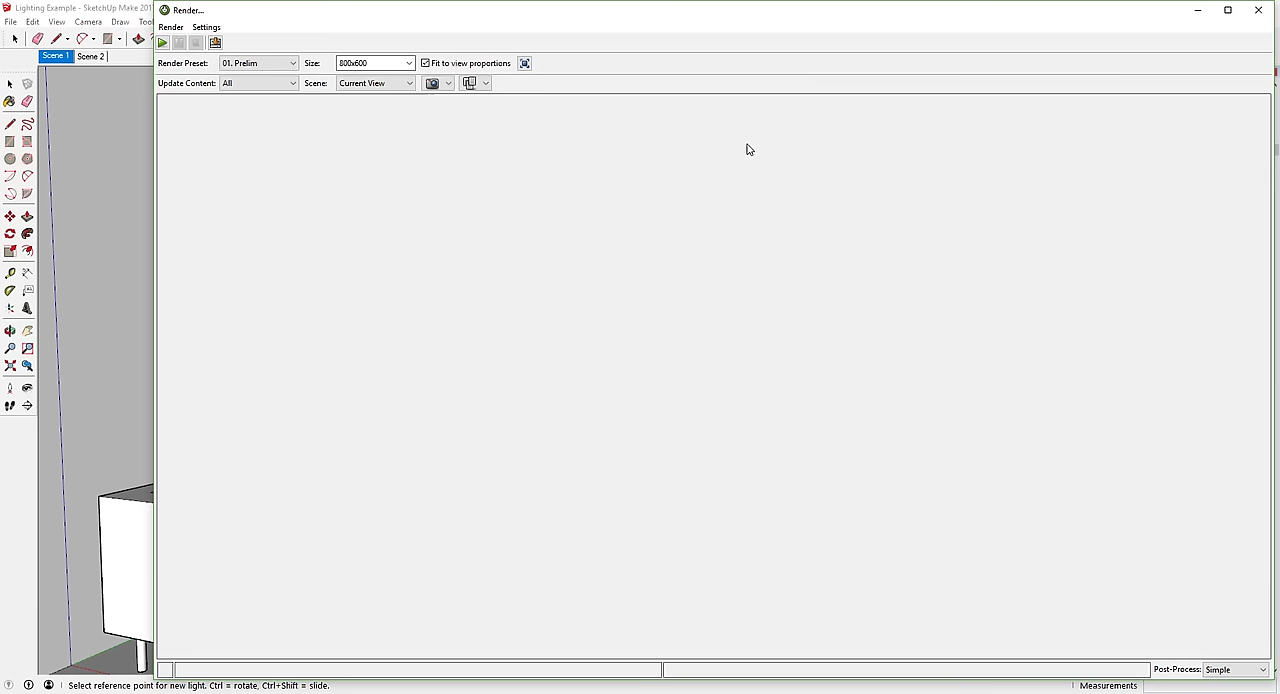 Lighting Example - SketchUp Make 201
File Edit View Camera Draw Tool
Scene 1 Scene 2
Render...
Render Settings
Render Preset: 01. Prelim Size: 800x600 Fit to view proportions
Update Content: All Scene: Current View
Post-Process: Simple
Select reference point for new light. Ctrl = rotate, Ctrl+Shift = slide. Measurements